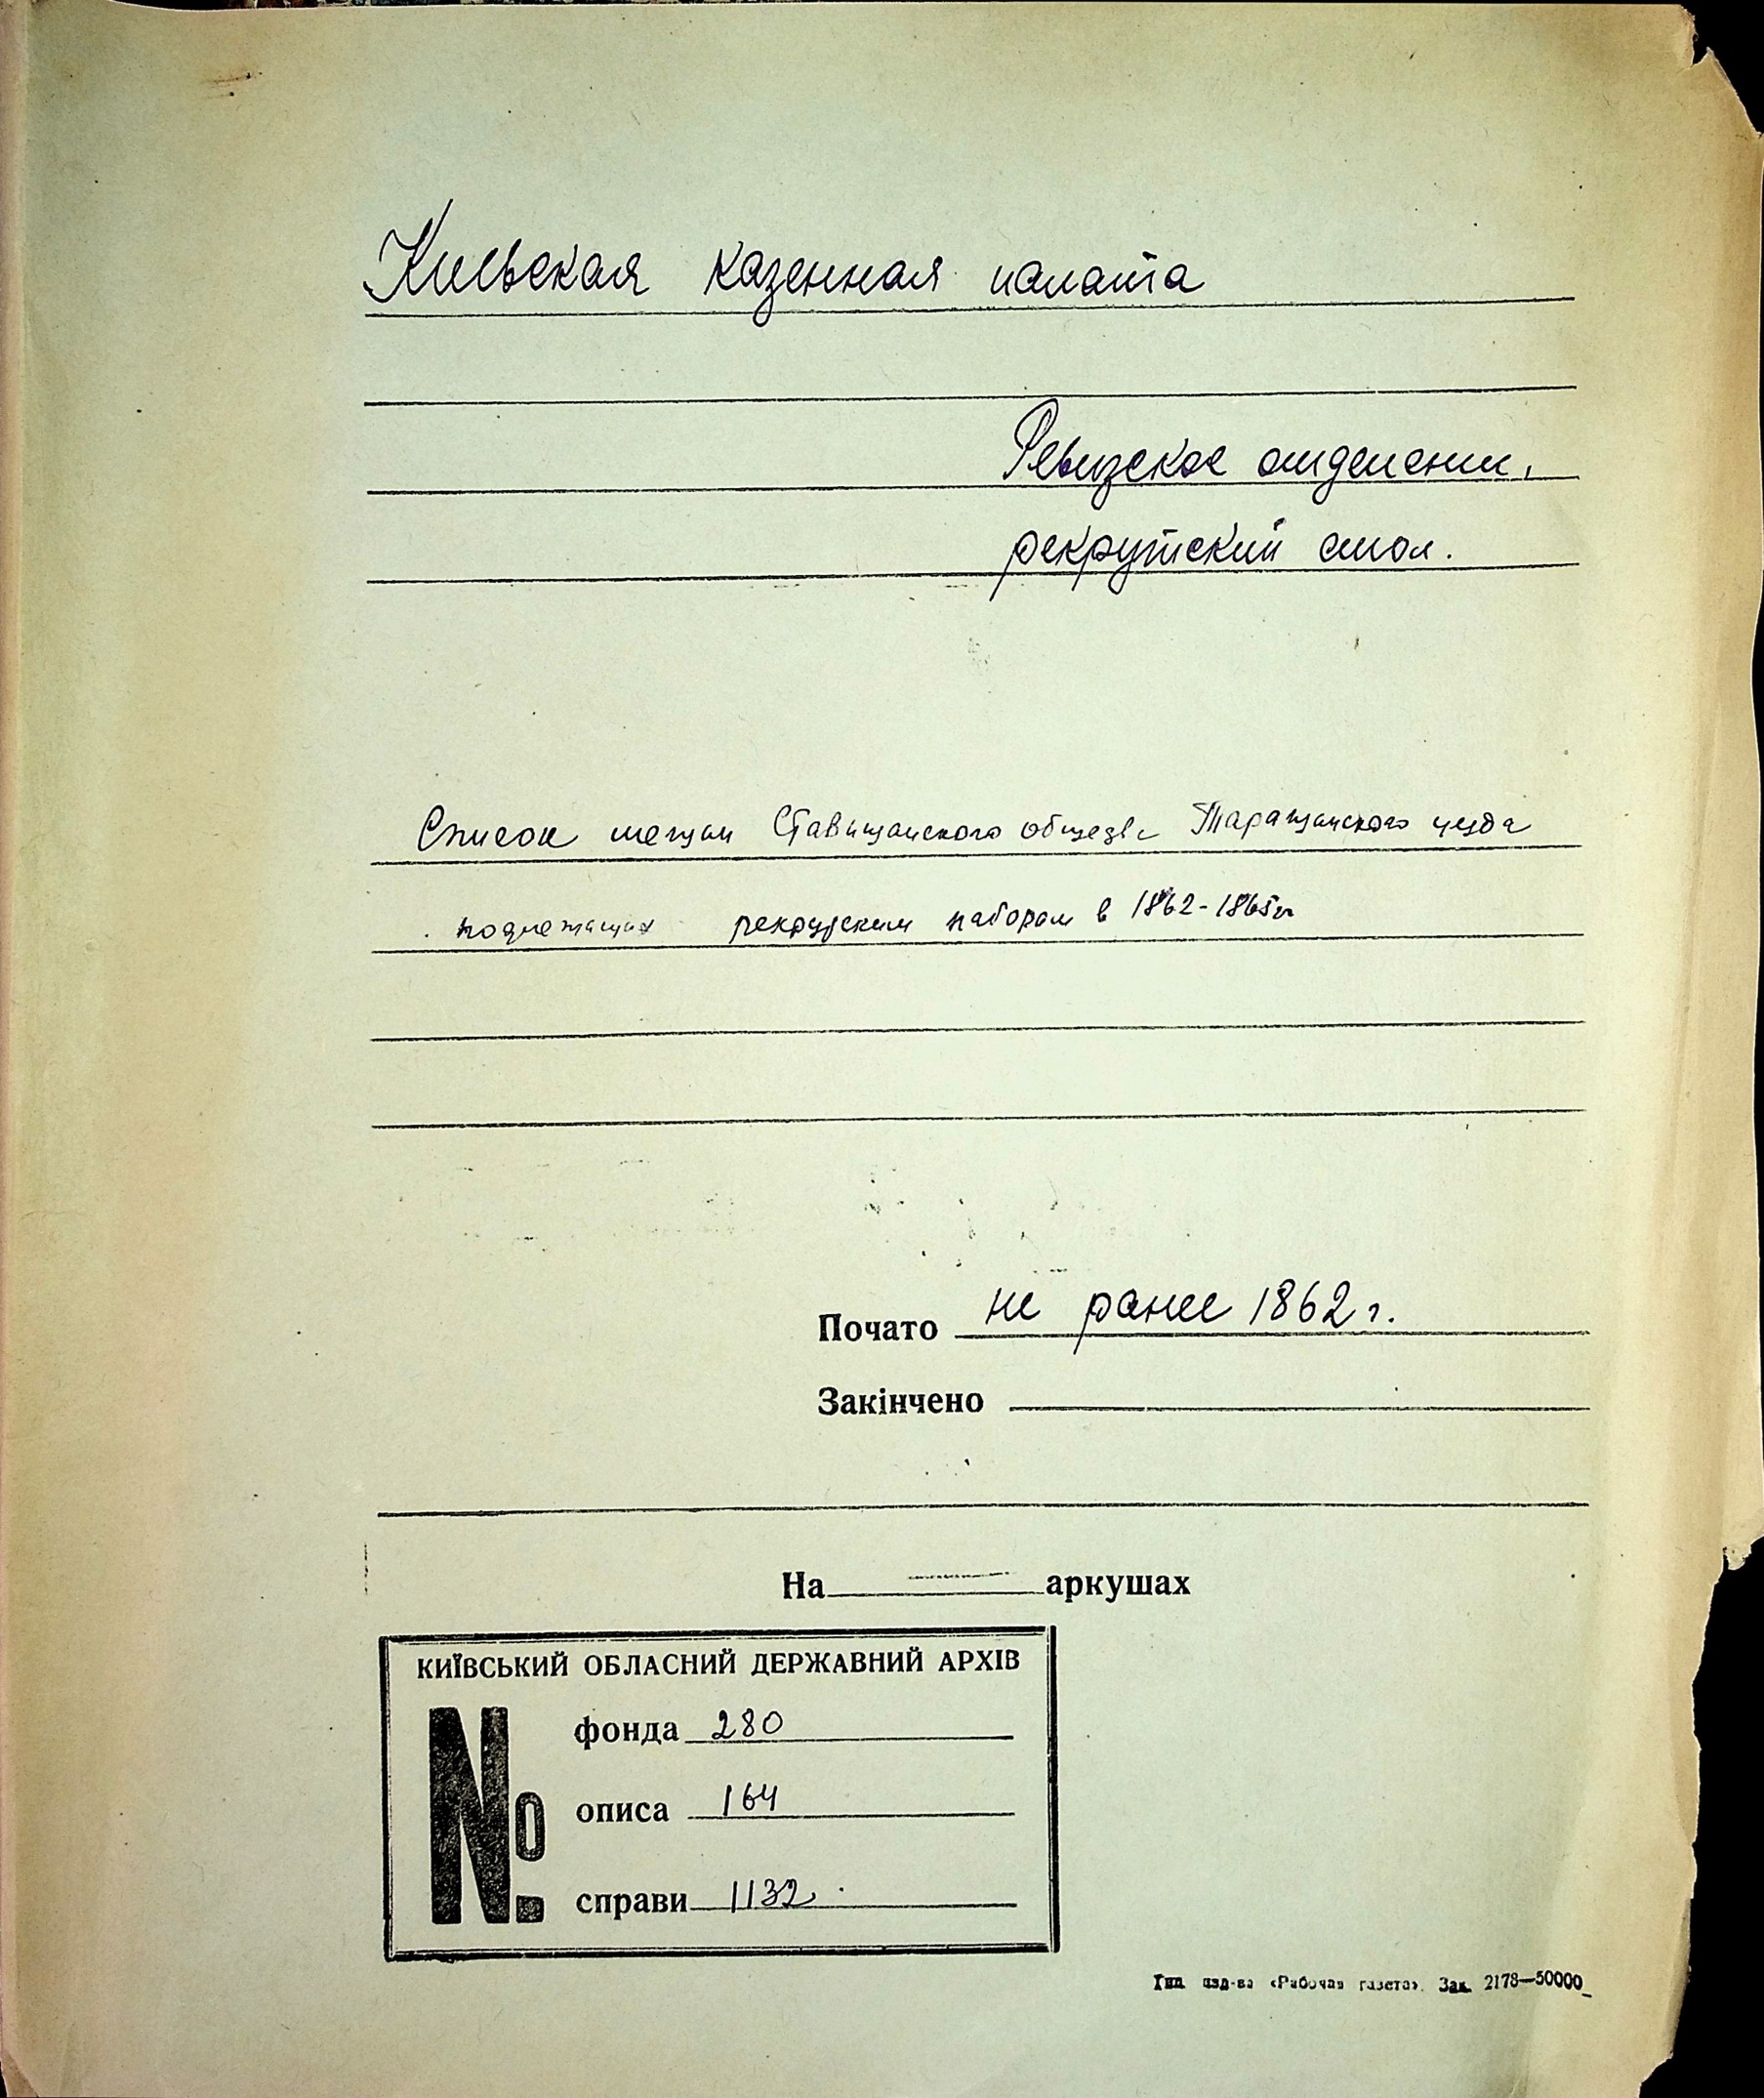 Киевская казенная палата
Ревизское отделение,
рекрутский стол.
Список мещан Ставищанского общества Таращанского уезда
подлежащих рекрутским наборам в 1862-1865гг
Почато не ранее 1862 г.
Закінчено
На аркушах
КИЇВСЬКИЙ ОБЛАСНИЙ ДЕРЖАВНИЙ АРХІВ
№
фонда 280
описа 164
справи 1132
Тип. изд-ва «Рабочая газета». Зак. 2178—50000